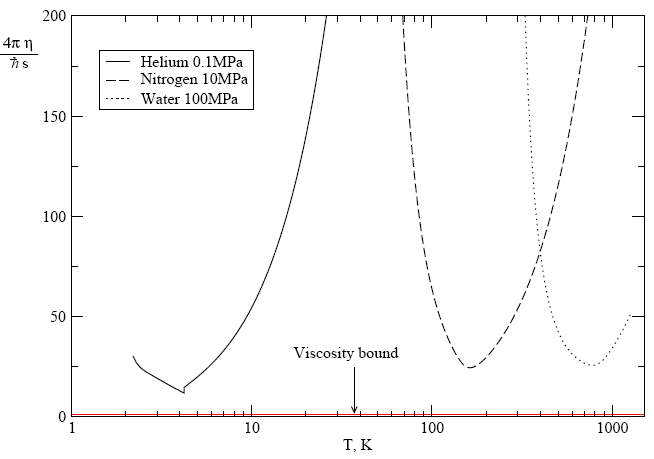 200
4π η
ħ s
Helium 0.1MPa
Nitrogen 10MPa
Water 100MPa
150
100
50
Viscosity bound
0
1 10 100 1000
T, K